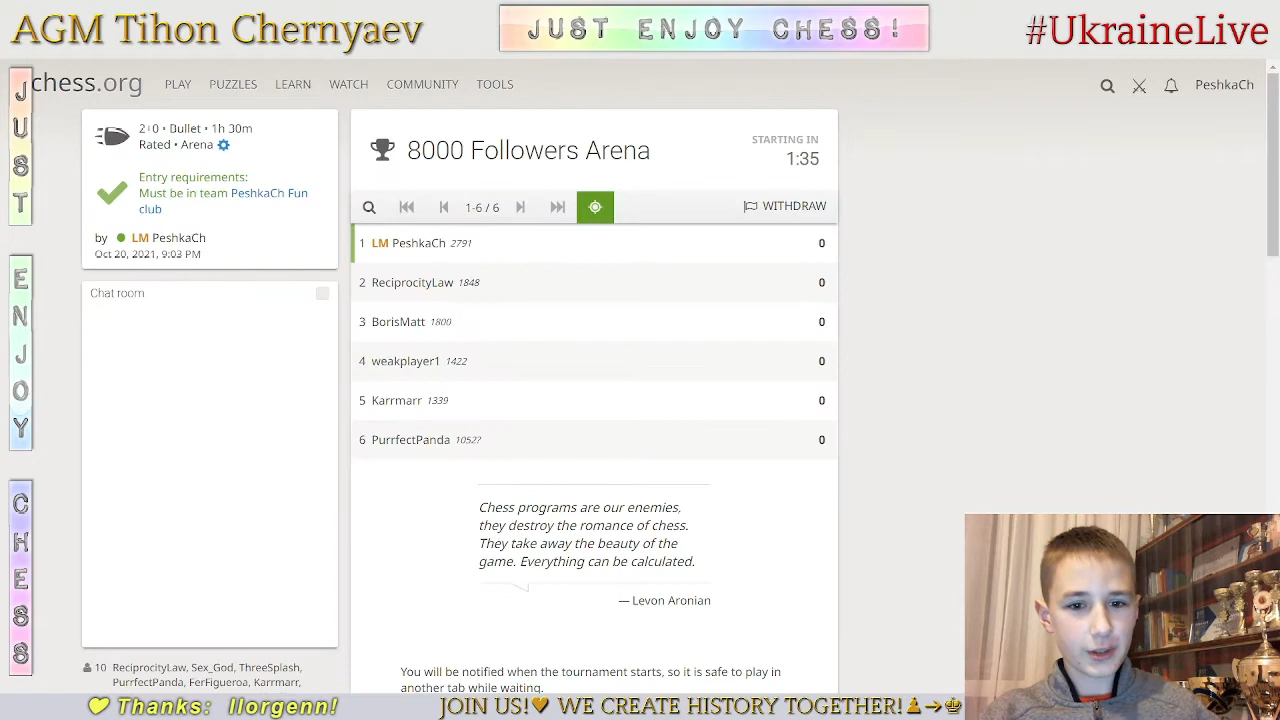 AGM Tihon Chernyaev
JUST ENJOY CHESS!
#UkraineLive
JUST
ENJOY
CHESS
chess.org
PLAY PUZZLES LEARN WATCH COMMUNITY TOOLS
PeshkaCh
2+0 • Bullet • 1h 30m
Rated • Arena
Entry requirements:
Must be in team PeshkaCh Fun
club
by LM PeshkaCh
Oct 20, 2021, 9:03 PM
Chat room
10 ReciprocityLaw, Sex_God, ThreeSplash,
PurrfectPanda, FerFigueroa, Karrmarr,
8000 Followers Arena
STARTING IN
1:35
1-6 / 6
WITHDRAW
1 LM PeshkaCh 2791 0
2 ReciprocityLaw 1848 0
3 BorisMatt 1800 0
4 weakplayer1 1422 0
5 Karrmarr 1339 0
6 PurrfectPanda 1052? 0
Chess programs are our enemies,
they destroy the romance of chess.
They take away the beauty of the
game. Everything can be calculated.
— Levon Aronian
You will be notified when the tournament starts, so it is safe to play in
another tab while waiting.
Thanks: llorgenn!
JOIN US! WE CREATE HISTORY TOGETHER!